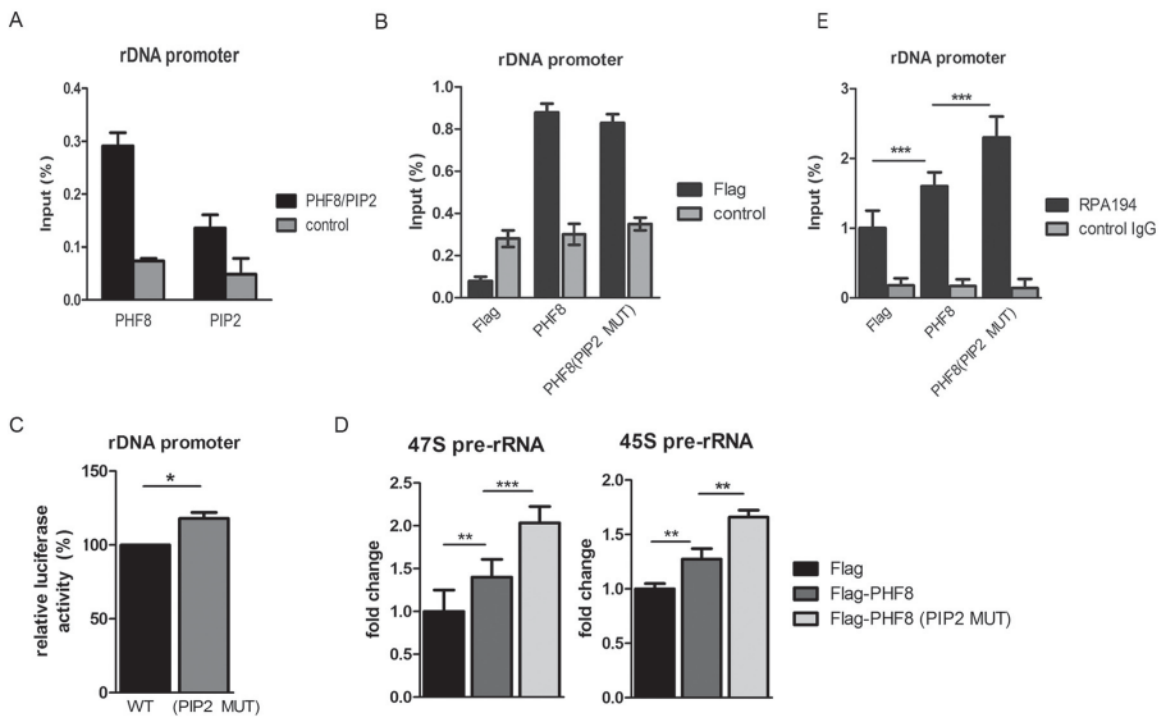 A
rDNA promoter
Input (%)
0.3
0.2
0.1
0.0
PHF8
PIP2
PHF8/PIP2
control
B
rDNA promoter
Input (%)
1.0
0.8
0.6
0.4
0.2
0.0
Flag
PHF8
PHF8(PIP2 MUT)
Flag
control
E
rDNA promoter
Input (%)
3
2
1
0
***
***
Flag
PHF8
PHF8(PIP2 MUT)
RPA194
control IgG
C
rDNA promoter
relative luciferase
activity (%)
150
100
50
0
*
WT
(PIP2 MUT)
D
47S pre-rRNA
fold change
2.5
2.0
1.5
1.0
0.5
0.0
**
***
45S pre-rRNA
fold change
2.0
1.5
1.0
0.5
0.0
**
**
Flag
Flag-PHF8
Flag-PHF8 (PIP2 MUT)